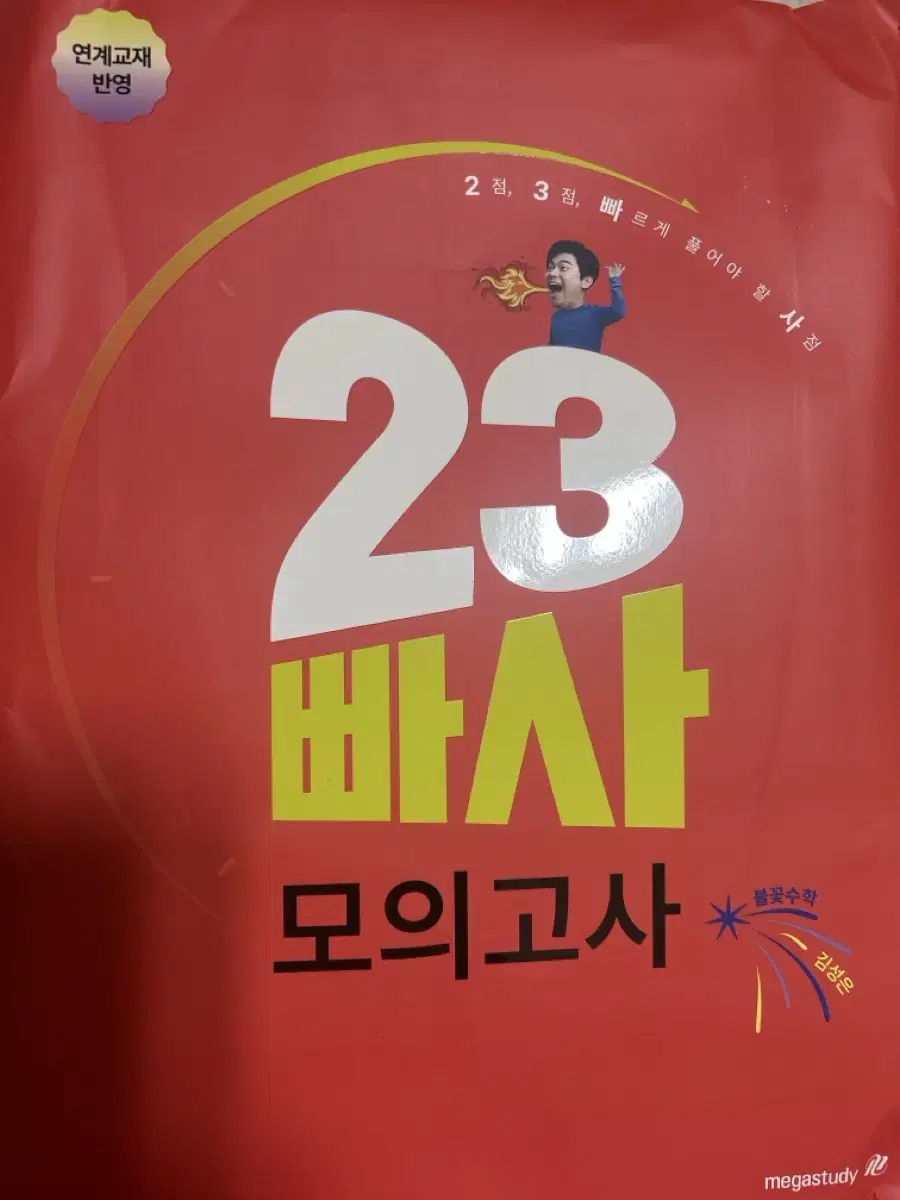 연계교재
반영
2점, 3점, 빠르게 풀어야 할 사점
23
빠사
모의고사
불꽃수학
김성은
megastudy